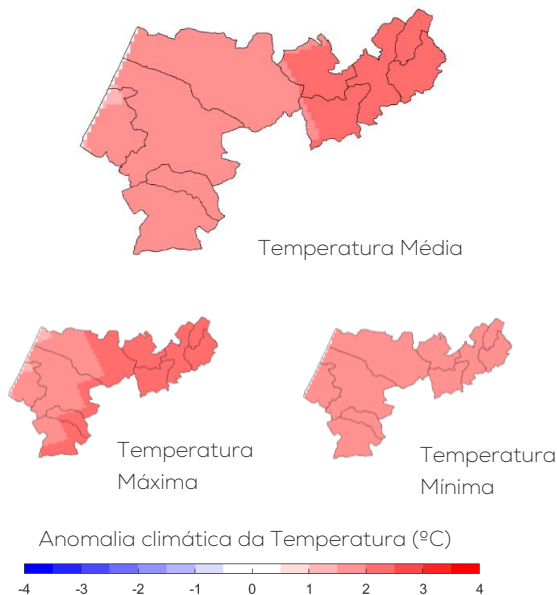 Temperatura Média
Temperatura
Máxima
Temperatura
Mínima
Anomalia climática da Temperatura (ºC)
-4 -3 -2 -1 0 1 2 3 4